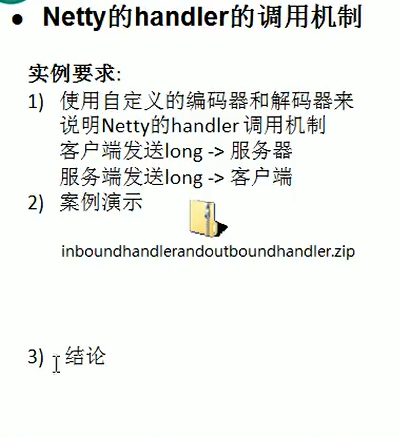 ● Netty的handler的调用机制
实例要求:
1) 使用自定义的编码器和解码器来
说明Netty的handler 调用机制
客户端发送long -> 服务器
服务端发送long -> 客户端
2) 案例演示
inboundhandlerandoutboundhandler.zip
3) 结论